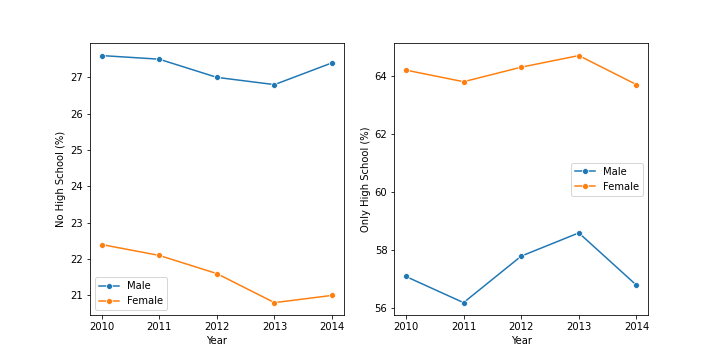 No High School (%)
27
26
25
24
23
22
21
2010 2011 2012 2013 2014
Year
Male
Female
Only High School (%)
64
62
60
58
56
2010 2011 2012 2013 2014
Year
Male
Female